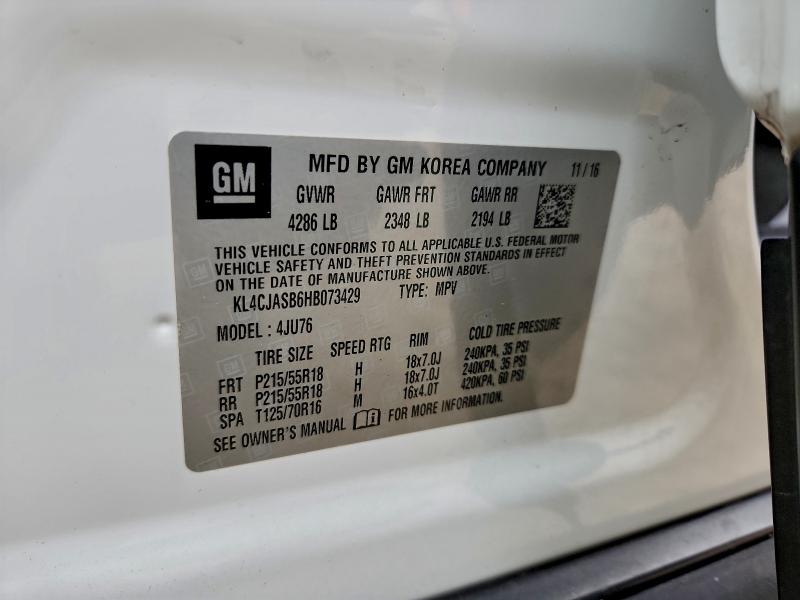 GM
MFD BY GM KOREA COMPANY 11/16
GVWR GAWR FRT GAWR RR
4286 LB 2348 LB 2194 LB
THIS VEHICLE CONFORMS TO ALL APPLICABLE U.S. FEDERAL MOTOR
VEHICLE SAFETY AND THEFT PREVENTION STANDARDS IN EFFECT
ON THE DATE OF MANUFACTURE SHOWN ABOVE.
KL4CJASB6HB073429 TYPE: MPV
MODEL: 4JU76
TIRE SIZE SPEED RTG RIM COLD TIRE PRESSURE
FRT P215/55R18 H 18x7.0J 240KPA, 35 PSI
RR P215/55R18 H 18x7.0J 240KPA, 35 PSI
SPA T125/70R16 M 16x4.0T 420KPA, 60 PSI
SEE OWNER'S MANUAL FOR MORE INFORMATION.